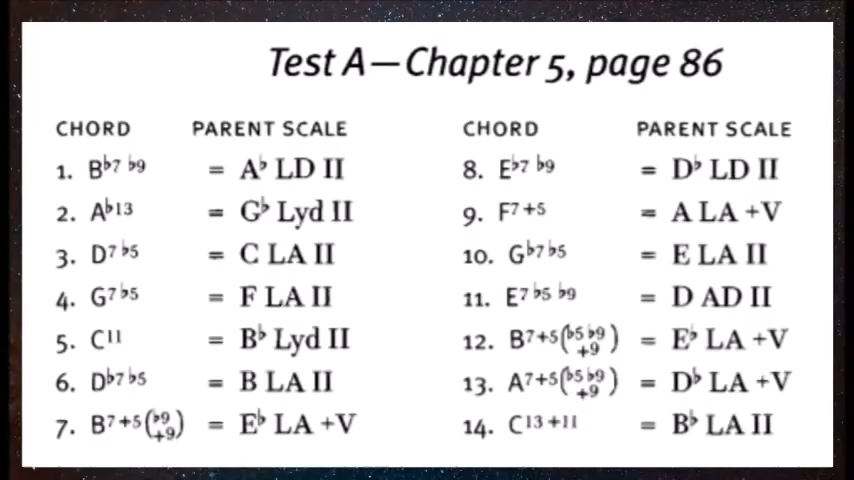 Test A—Chapter 5, page 86
CHORD PARENT SCALE
1. B♭7 ♭9 = A♭ LD II
2. A♭13 = G♭ Lyd II
3. D7 ♭5 = C LA II
4. G7 ♭5 = F LA II
5. C11 = B♭ Lyd II
6. D♭7 ♭5 = B LA II
7. B7+5(♭9 +9) = E♭ LA +V
CHORD PARENT SCALE
8. E♭7 ♭9 = D♭ LD II
9. F7+5 = A LA +V
10. G♭7 ♭5 = E LA II
11. E7 ♭5 ♭9 = D AD II
12. B7+5(♭5 ♭9 +9) = E♭ LA +V
13. A7+5(♭5 ♭9 +9) = D♭ LA +V
14. C13 +11 = B♭ LA II